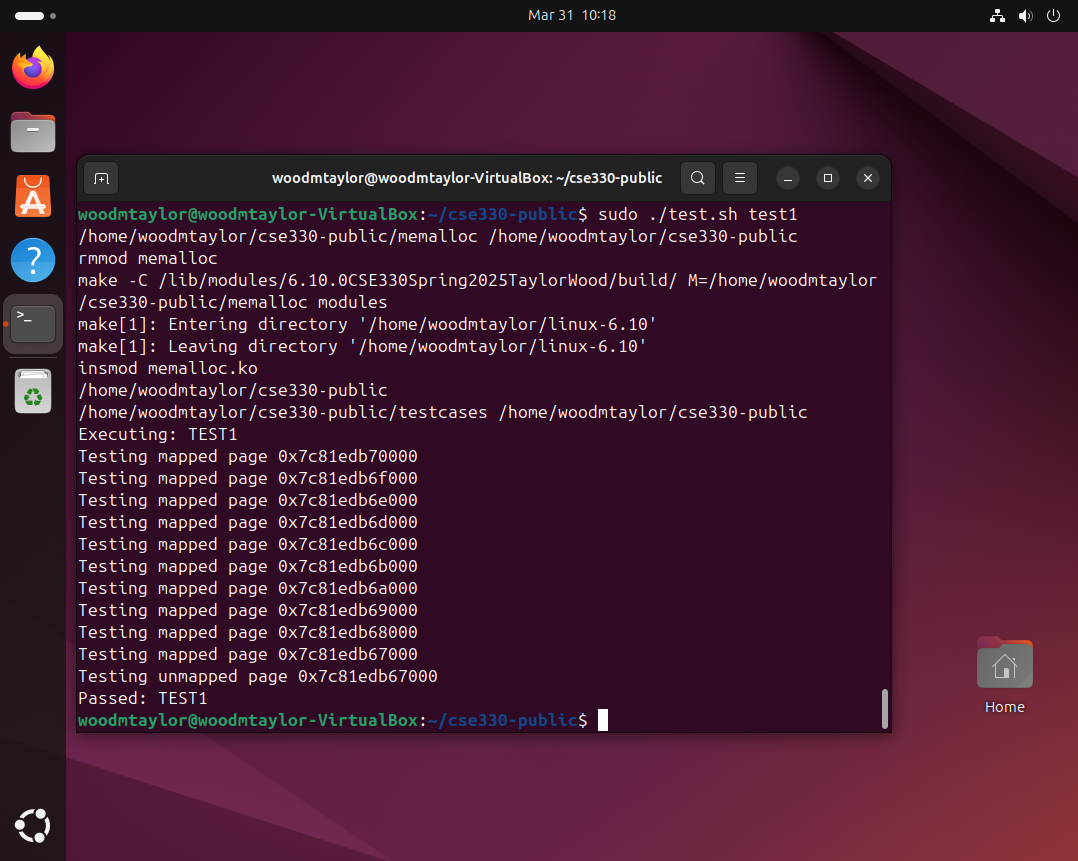 Mar 31 10:18
woodmtaylor@woodmtaylor-VirtualBox: ~/cse330-public
woodmtaylor@woodmtaylor-VirtualBox:~/cse330-public$ sudo ./test.sh test1
/home/woodmtaylor/cse330-public/memalloc /home/woodmtaylor/cse330-public
rmmod memalloc
make -C /lib/modules/6.10.0CSE330Spring2025TaylorWood/build/ M=/home/woodmtaylor
/cse330-public/memalloc modules
make[1]: Entering directory '/home/woodmtaylor/linux-6.10'
make[1]: Leaving directory '/home/woodmtaylor/linux-6.10'
insmod memalloc.ko
/home/woodmtaylor/cse330-public
/home/woodmtaylor/cse330-public/testcases /home/woodmtaylor/cse330-public
Executing: TEST1
Testing mapped page 0x7c81edb70000
Testing mapped page 0x7c81edb6f000
Testing mapped page 0x7c81edb6e000
Testing mapped page 0x7c81edb6d000
Testing mapped page 0x7c81edb6c000
Testing mapped page 0x7c81edb6b000
Testing mapped page 0x7c81edb6a000
Testing mapped page 0x7c81edb69000
Testing mapped page 0x7c81edb68000
Testing mapped page 0x7c81edb67000
Testing unmapped page 0x7c81edb67000
Passed: TEST1
woodmtaylor@woodmtaylor-VirtualBox:~/cse330-public$
Home